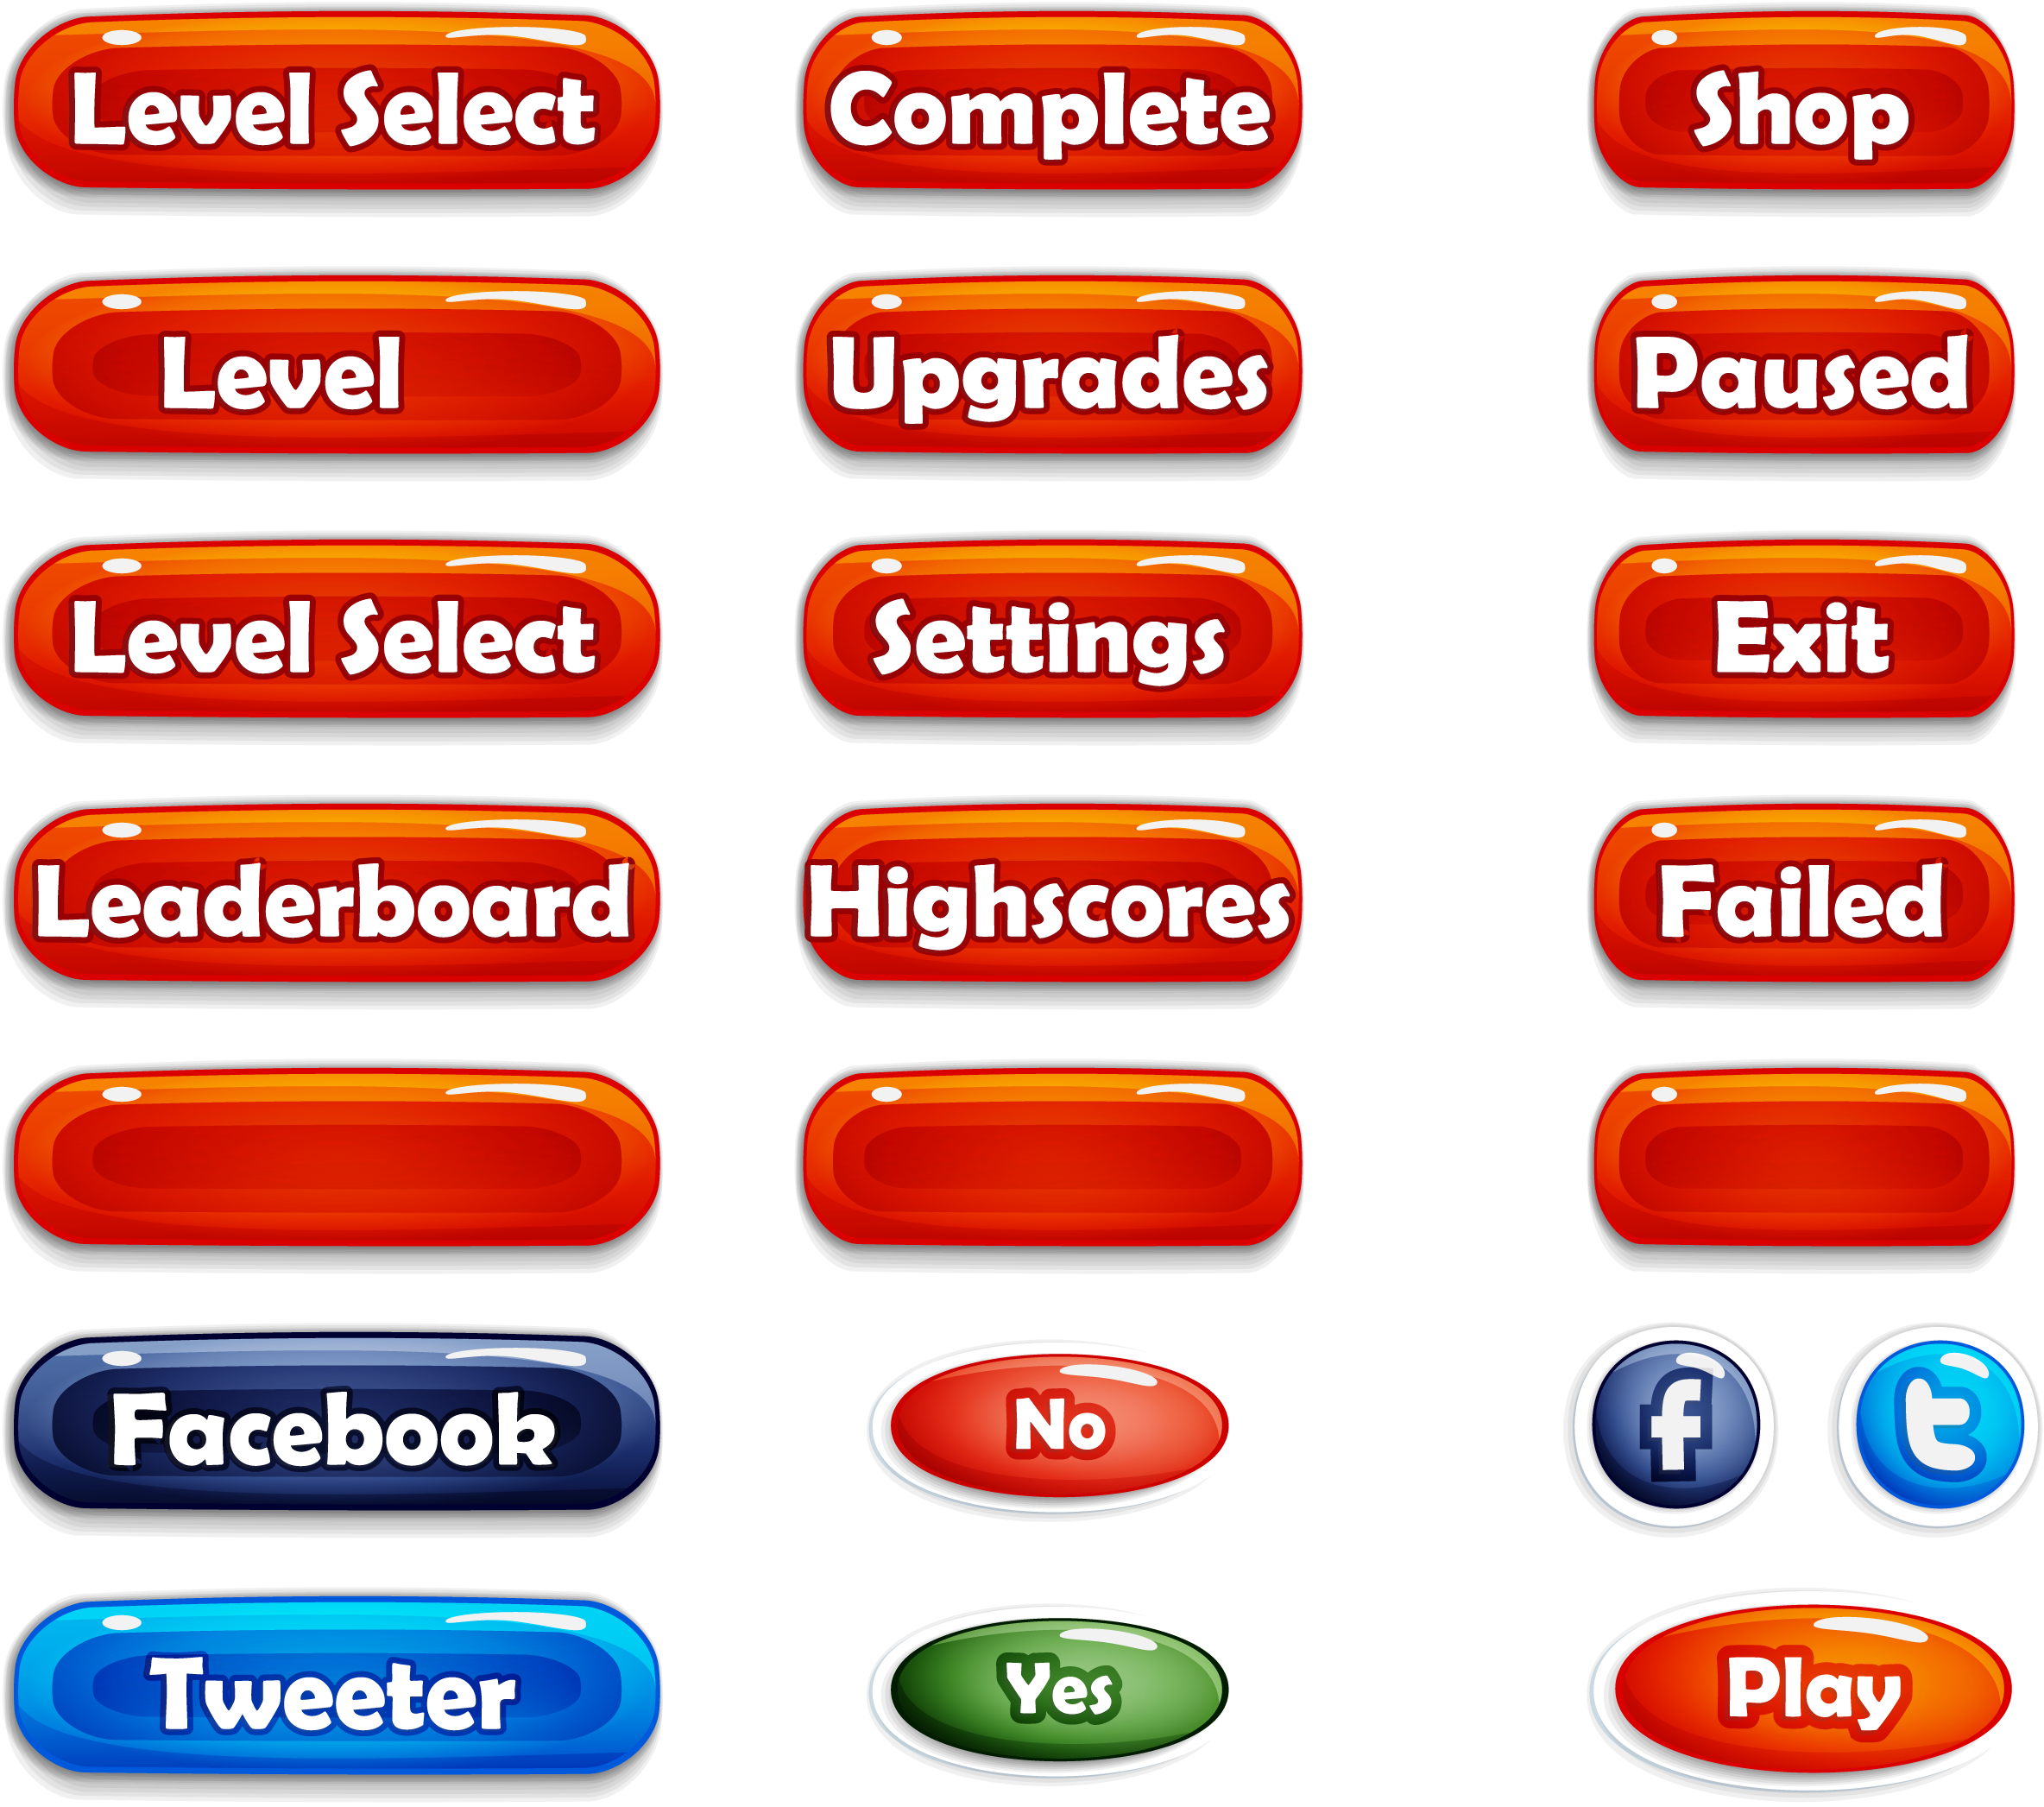 Level Select
Complete
Shop
Level
Upgrades
Paused
Level Select
Settings
Exit
Leaderboard
Highscores
Failed
Facebook
No
f
t
Tweeter
Yes
Play